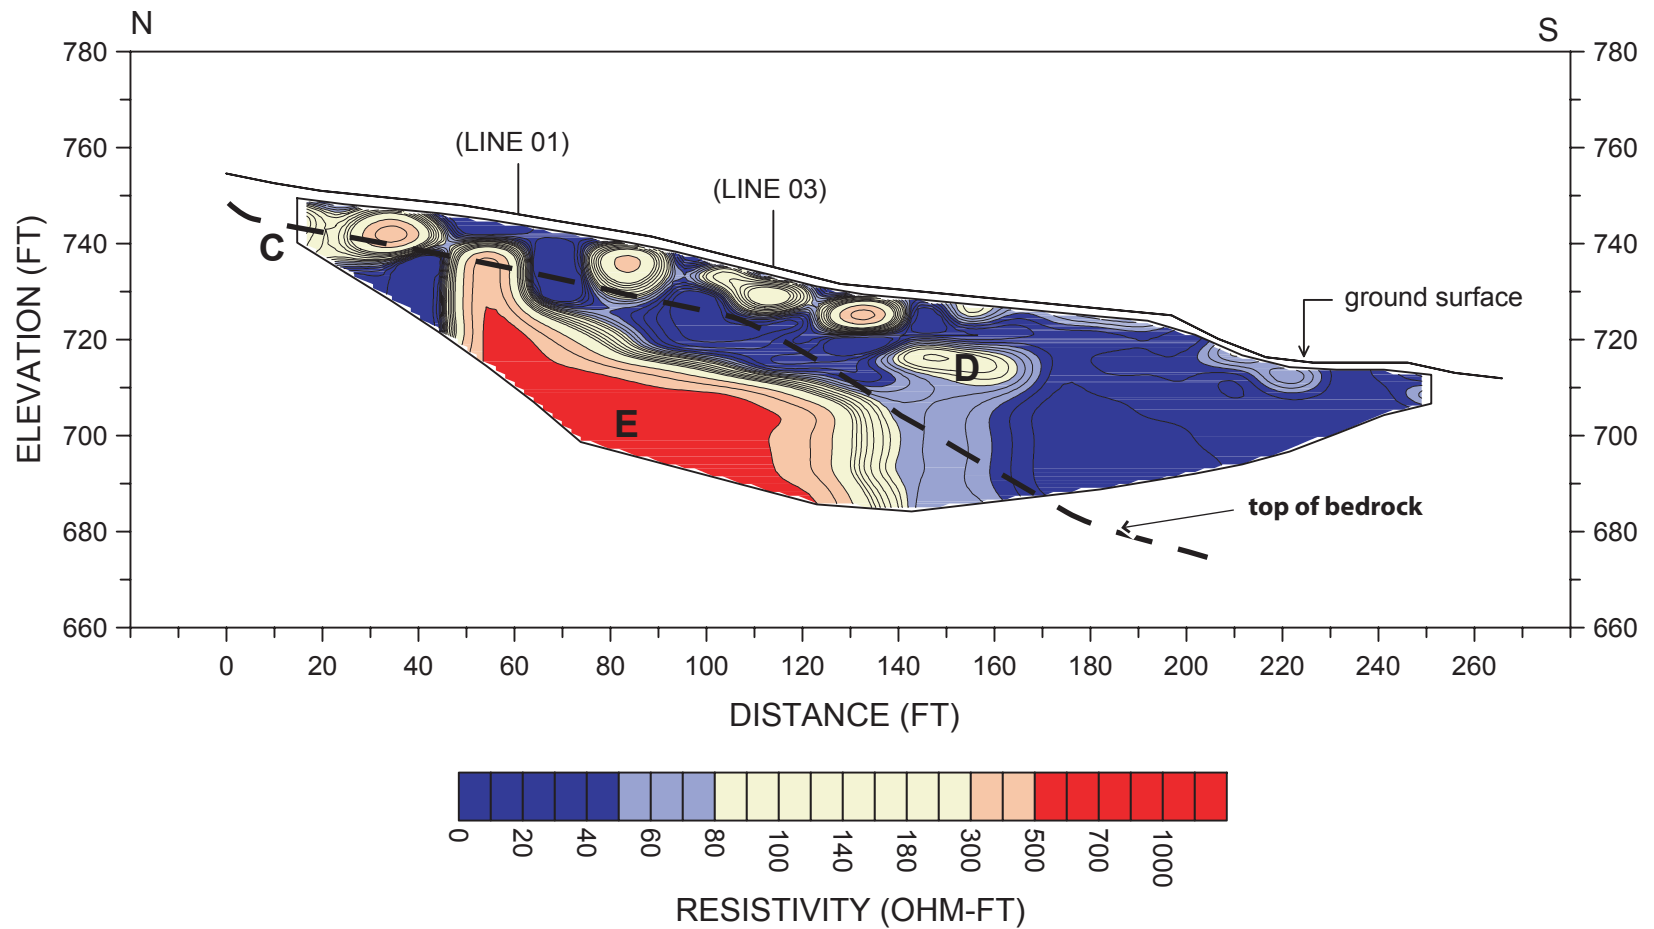 N
S
780
780
760
(LINE 01)
760
(LINE 03)
740
C
740
ELEVATION (FT)
ground surface
720
D
720
700
E
700
top of bedrock
680
680
660
660
0 20 40 60 80 100 120 140 160 180 200 220 240 260
DISTANCE (FT)
0 20 40 60 80 100 140 180 300 500 700 1000
RESISTIVITY (OHM-FT)